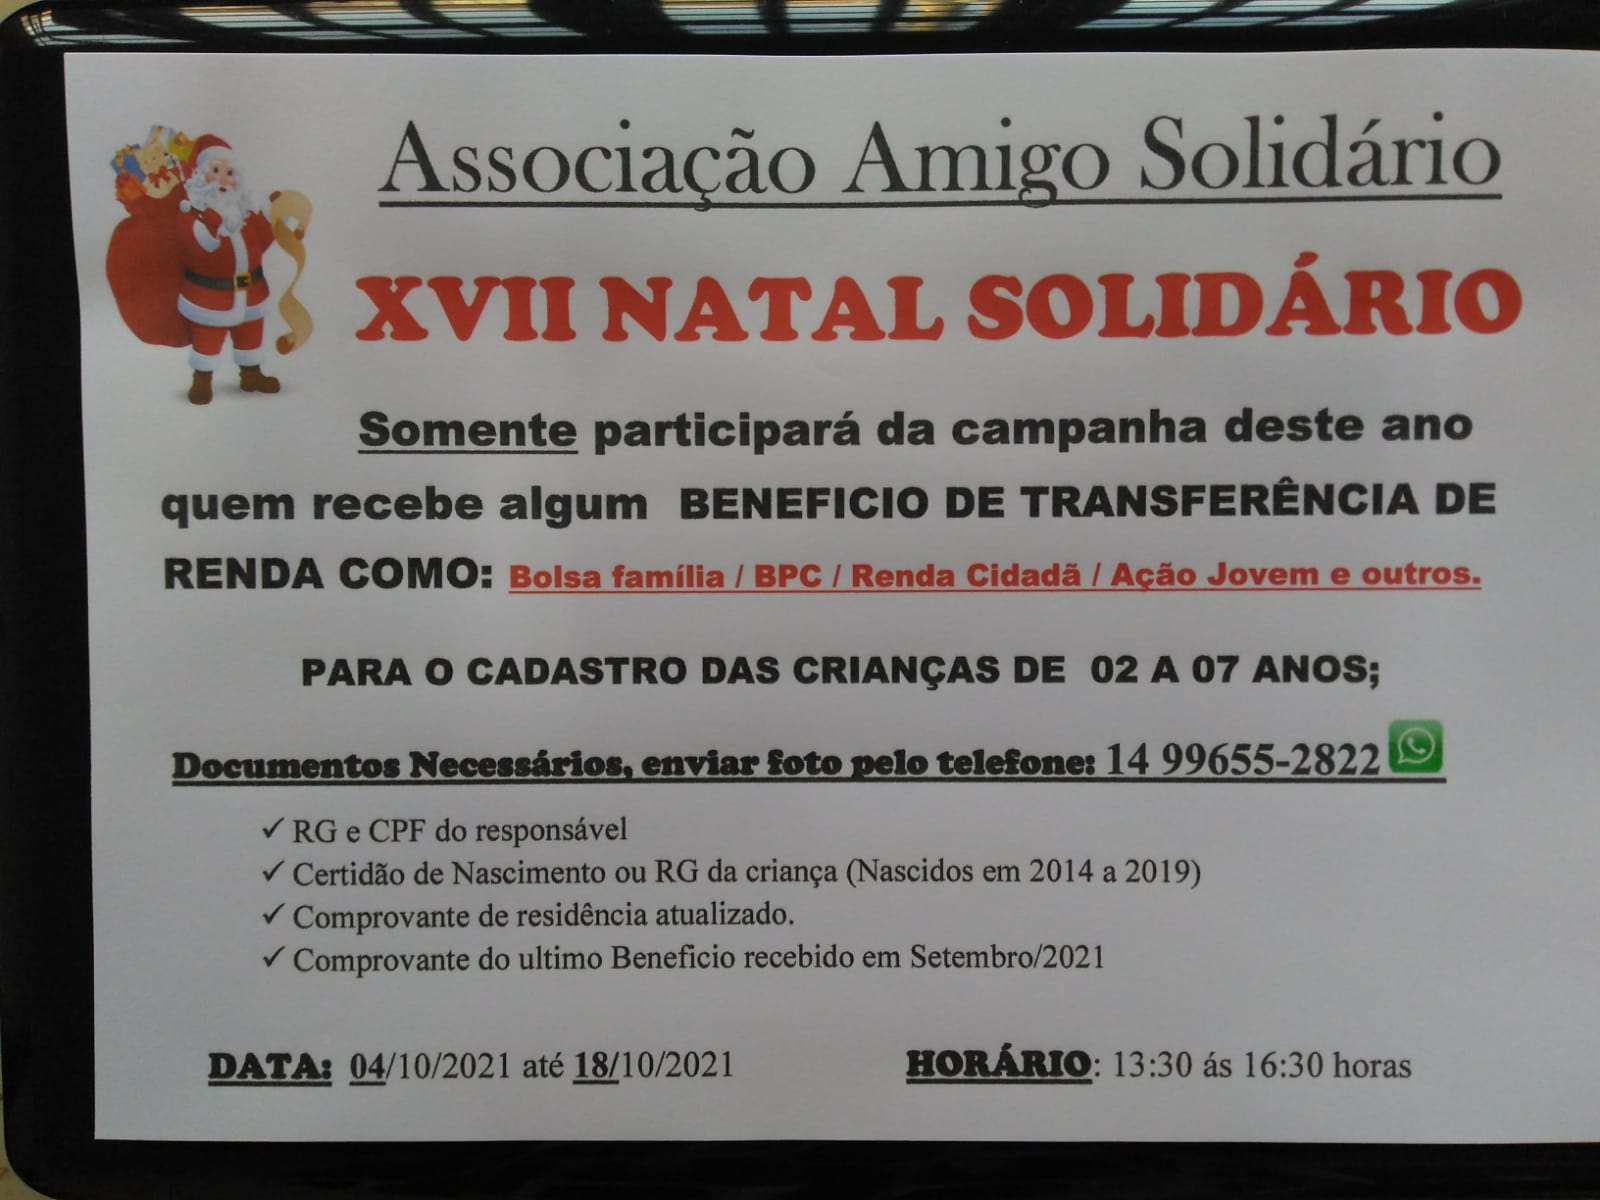 Associação Amigo Solidário
XVII NATAL SOLIDÁRIO
Somente participará da campanha deste ano
quem recebe algum BENEFICIO DE TRANSFERÊNCIA DE
RENDA COMO: Bolsa família / BPC / Renda Cidadã / Ação Jovem e outros.
PARA O CADASTRO DAS CRIANÇAS DE 02 A 07 ANOS;
Documentos Necessários, enviar foto pelo telefone: 14 99655-2822
✓ RG e CPF do responsável
✓ Certidão de Nascimento ou RG da criança (Nascidos em 2014 a 2019)
✓ Comprovante de residência atualizado.
✓ Comprovante do ultimo Beneficio recebido em Setembro/2021
DATA: 04/10/2021 até 18/10/2021 HORÁRIO: 13:30 ás 16:30 horas